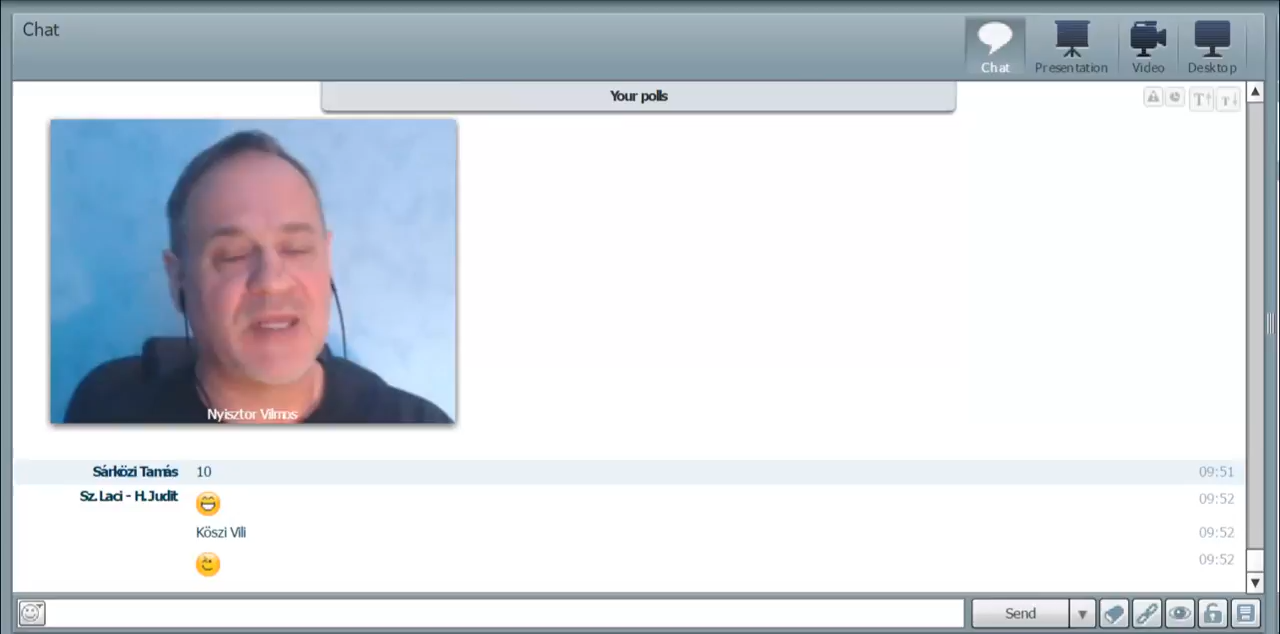 Chat
Chat
Presentation
Video
Desktop
Your polls
T↑
T↓
Nyisztor Vilmos
Sárközi Tamás 10 09:51
Sz. Laci - H. Judit 09:52
Köszi Vili 09:52
09:52
Send